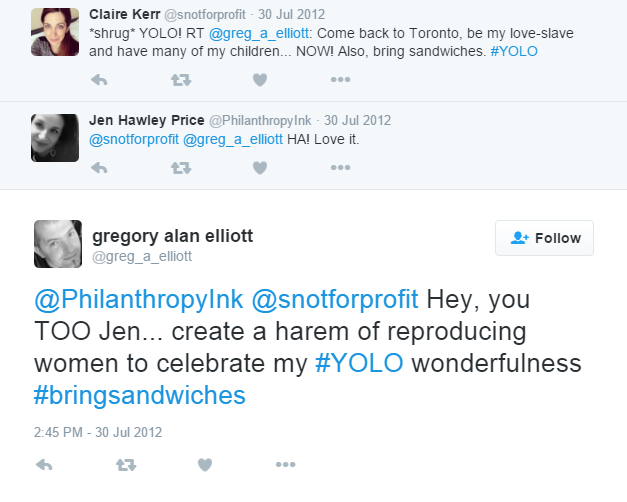 Claire Kerr @snotforprofit · 30 Jul 2012
*shrug* YOLO! RT @greg_a_elliott: Come back to Toronto, be my love-slave
and have many of my children... NOW! Also, bring sandwiches. #YOLO
Jen Hawley Price @PhilanthropyInk · 30 Jul 2012
@snotforprofit @greg_a_elliott HA! Love it.
gregory alan elliott
@greg_a_elliott
Follow
@PhilanthropyInk @snotforprofit Hey, you
TOO Jen... create a harem of reproducing
women to celebrate my #YOLO wonderfulness
#bringsandwiches
2:45 PM - 30 Jul 2012